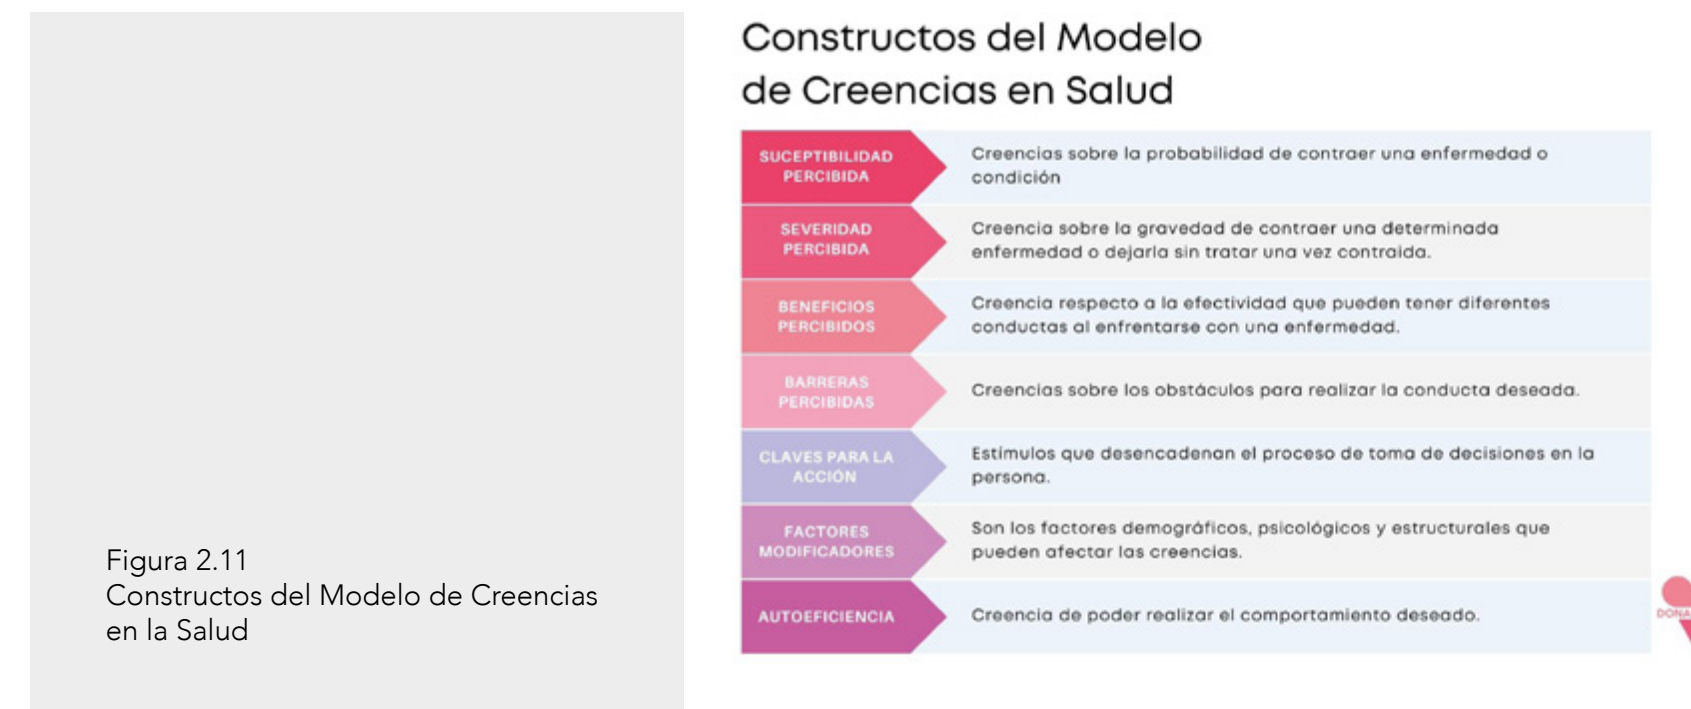 Figura 2.11
Constructos del Modelo de Creencias
en la Salud
Constructos del Modelo
de Creencias en Salud
SUCEPTIBILIDAD
PERCIBIDA
Creencias sobre la probabilidad de contraer una enfermedad o
condición
SEVERIDAD
PERCIBIDA
Creencia sobre la gravedad de contraer una determinada
enfermedad o dejarla sin tratar una vez contraida.
BENEFICIOS
PERCIBIDOS
Creencia respecto a la efectividad que pueden tener diferentes
conductas al enfrentarse con una enfermedad.
BARRERAS
PERCIBIDAS
Creencias sobre los obstáculos para realizar la conducta deseada.
CLAVES PARA LA
ACCIÓN
Estímulos que desencadenan el proceso de toma de decisiones en la
persona.
FACTORES
MODIFICADORES
Son los factores demográficos, psicológicos y estructurales que
pueden afectar las creencias.
AUTOEFICIENCIA
Creencia de poder realizar el comportamiento deseado.